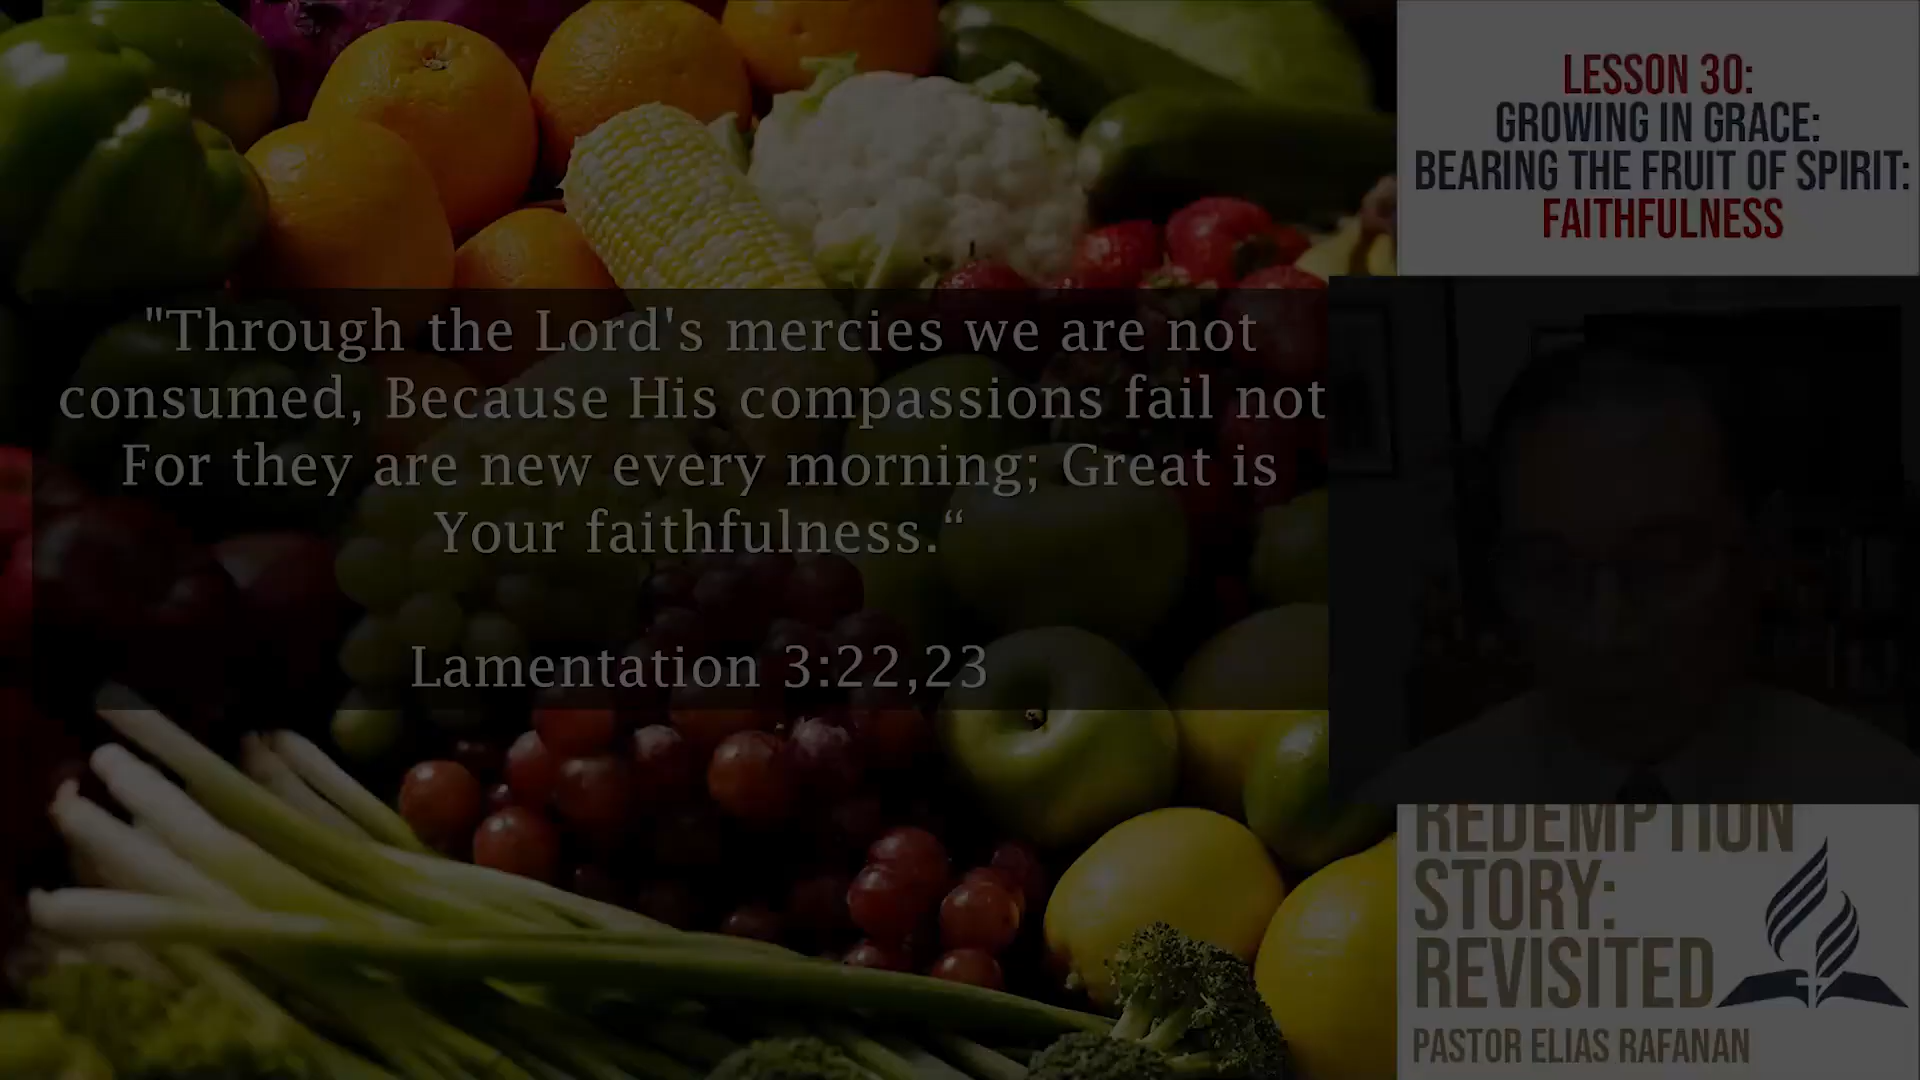 LESSON 30:
GROWING IN GRACE:
BEARING THE FRUIT OF SPIRIT:
FAITHFULNESS
"Through the Lord's mercies we are not
consumed, Because His compassions fail not
For they are new every morning; Great is
Your faithfulness.“
Lamentation 3:22,23
REDEMPTION
STORY:
REVISITED
PASTOR ELIAS RAFANAN